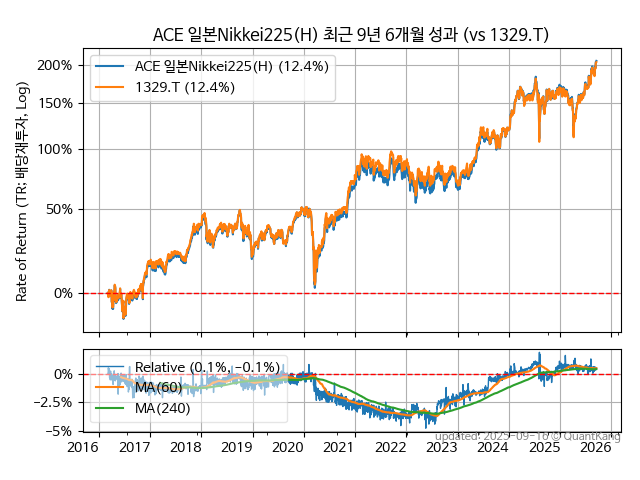 ACE 일본Nikkei225(H) 최근 9년 6개월 성과 (vs 1329.T)
Rate of Return (TR: 배당재투자, Log)
200%
150%
100%
50%
0%
ACE 일본Nikkei225(H) (12.4%)
1329.T (12.4%)
0%
−2.5%
−5%
Relative (0.1%, −0.1%)
MA(60)
MA(240)
updated: 2025-09-16 © QuantKang
2016 2017 2018 2019 2020 2021 2022 2023 2024 2025 2026